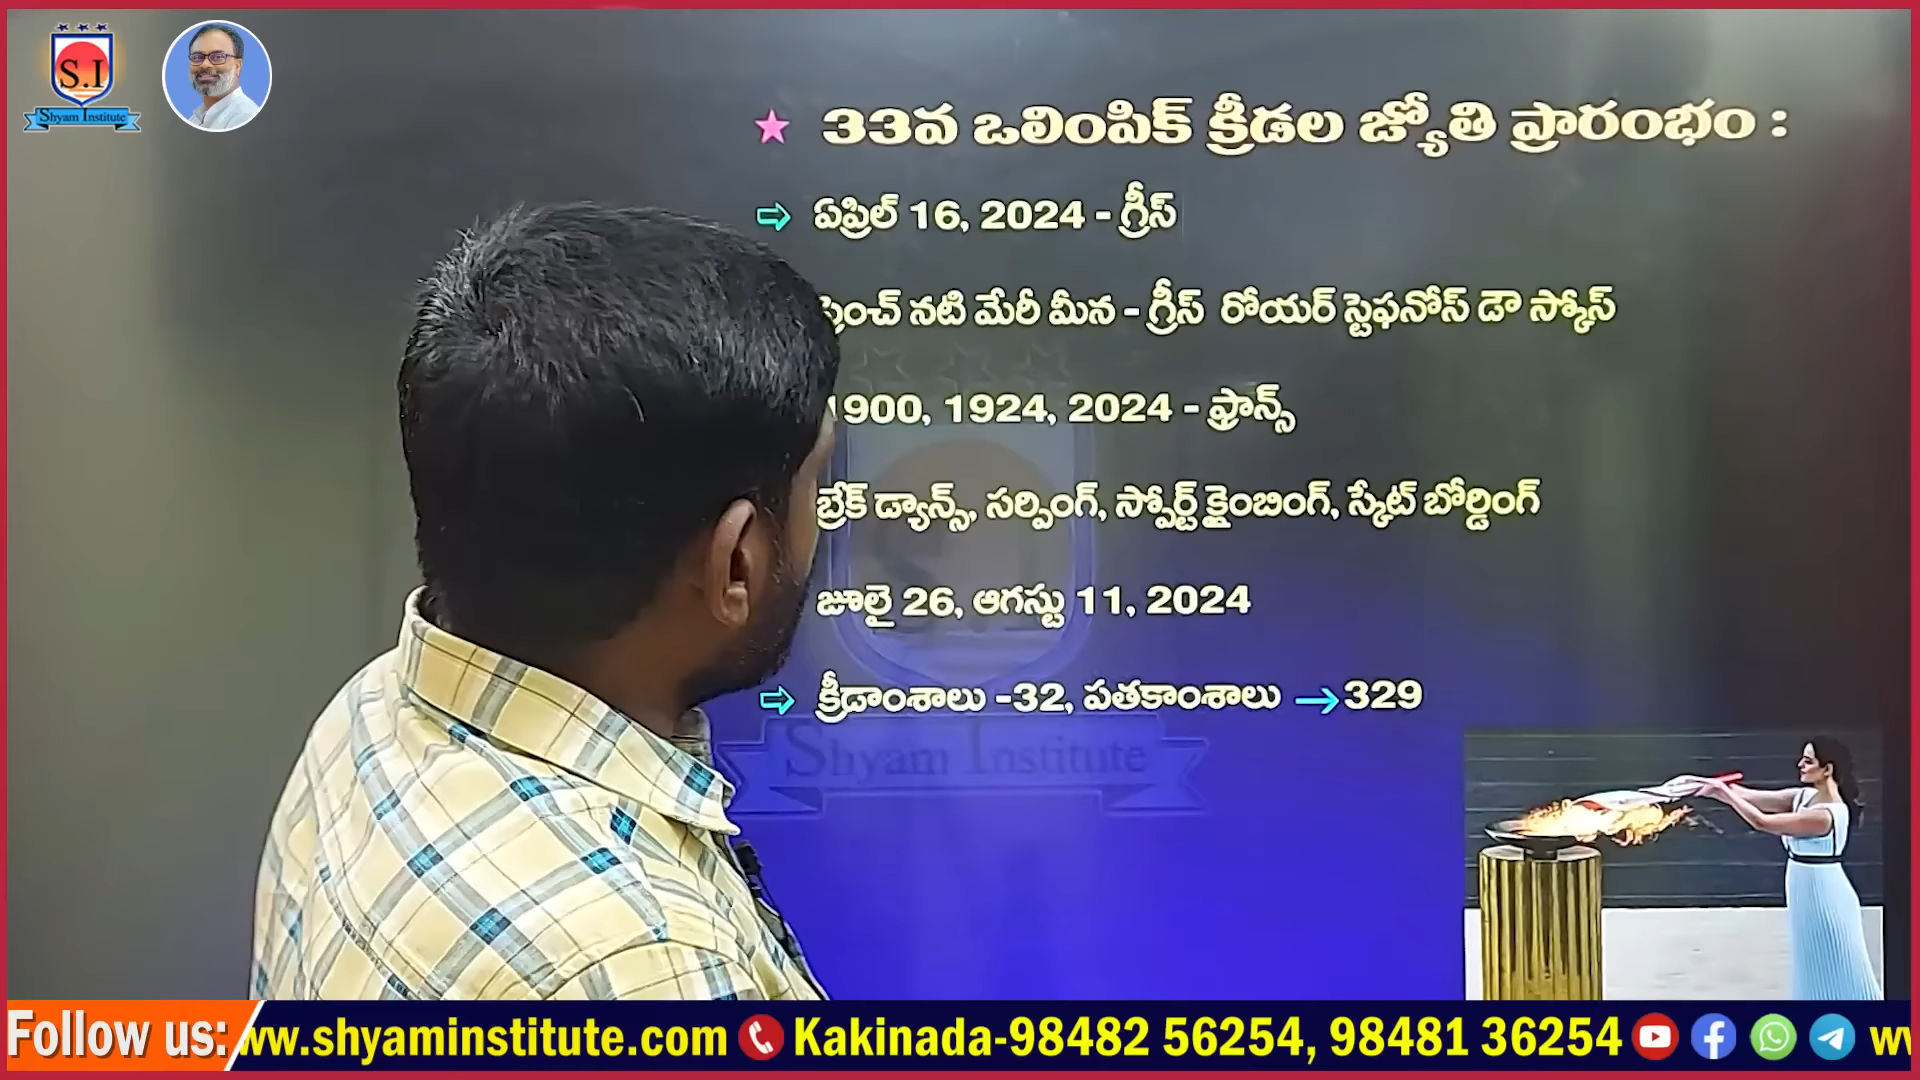 S.I
Shyam Institute
★ 33వ ఒలింపిక్ క్రీడల జ్యోతి ప్రారంభం :
⇨ ఏప్రిల్ 16, 2024 - గ్రీస్
నటి మేరీ మీన - గ్రీస్ రోయర్ స్టెఫనోస్ డౌ స్కోస్
1900, 1924, 2024 - ఫ్రాన్స్
బ్రేక్ డ్యాన్స్, సర్పింగ్, స్పోర్ట్ క్లైంబింగ్, స్కేట్ బోర్డింగ్
జూలై 26, ఆగస్టు 11, 2024
⇨ క్రీడాంశాలు -32, పతకాంశాలు → 329
S.I
Shyam Institute
Follow us: ww.shyaminstitute.com Kakinada-98482 56254, 98481 36254